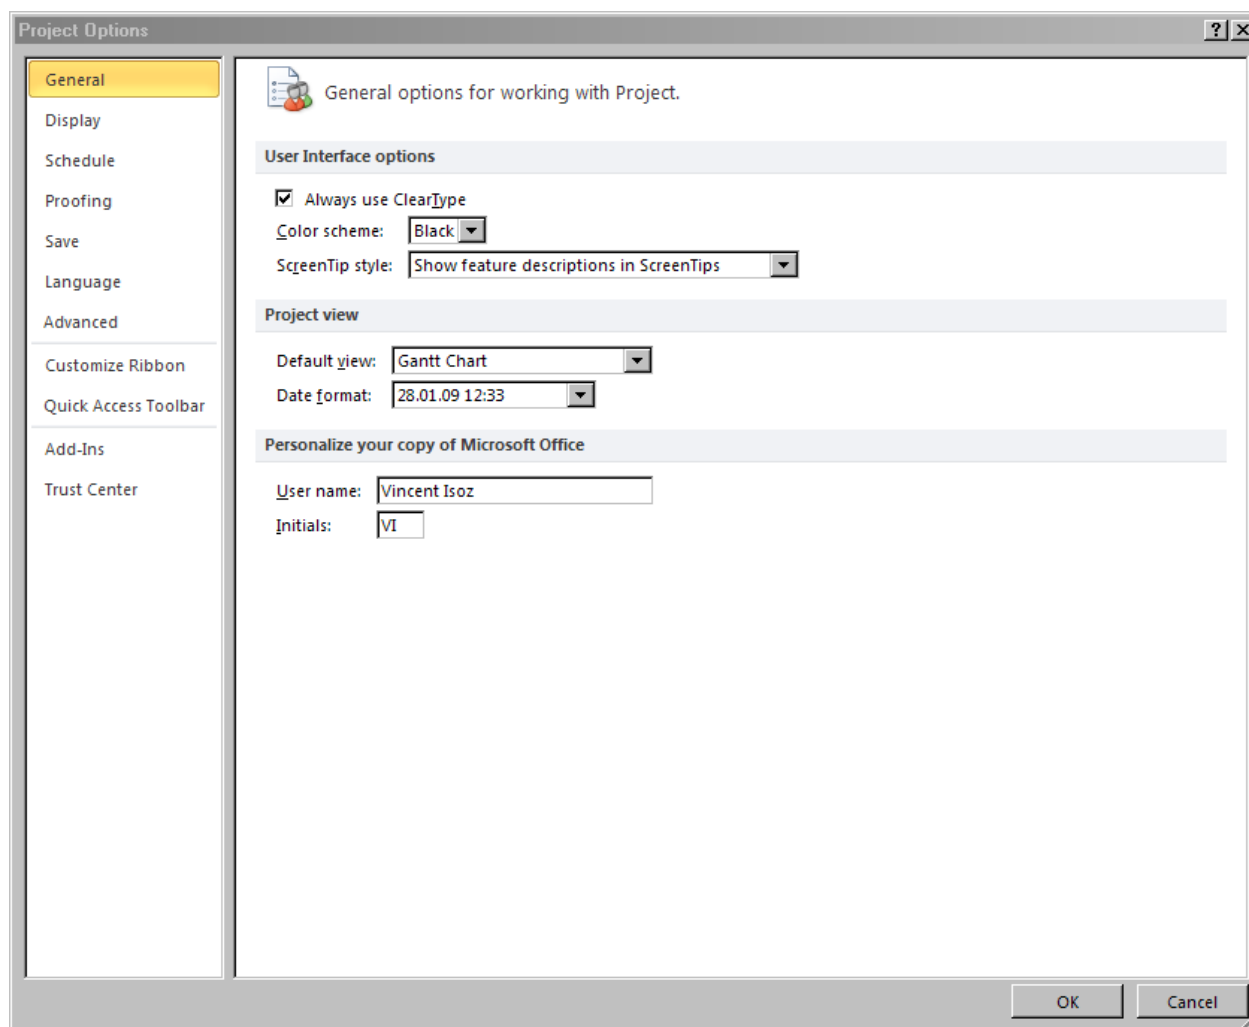 Project Options
General
Display
Schedule
Proofing
Save
Language
Advanced
Customize Ribbon
Quick Access Toolbar
Add-Ins
Trust Center
General options for working with Project.
User Interface options
Always use ClearType
Color scheme: Black
ScreenTip style: Show feature descriptions in ScreenTips
Project view
Default view: Gantt Chart
Date format: 28.01.09 12:33
Personalize your copy of Microsoft Office
User name: Vincent Isoz
Initials: VI
OK Cancel